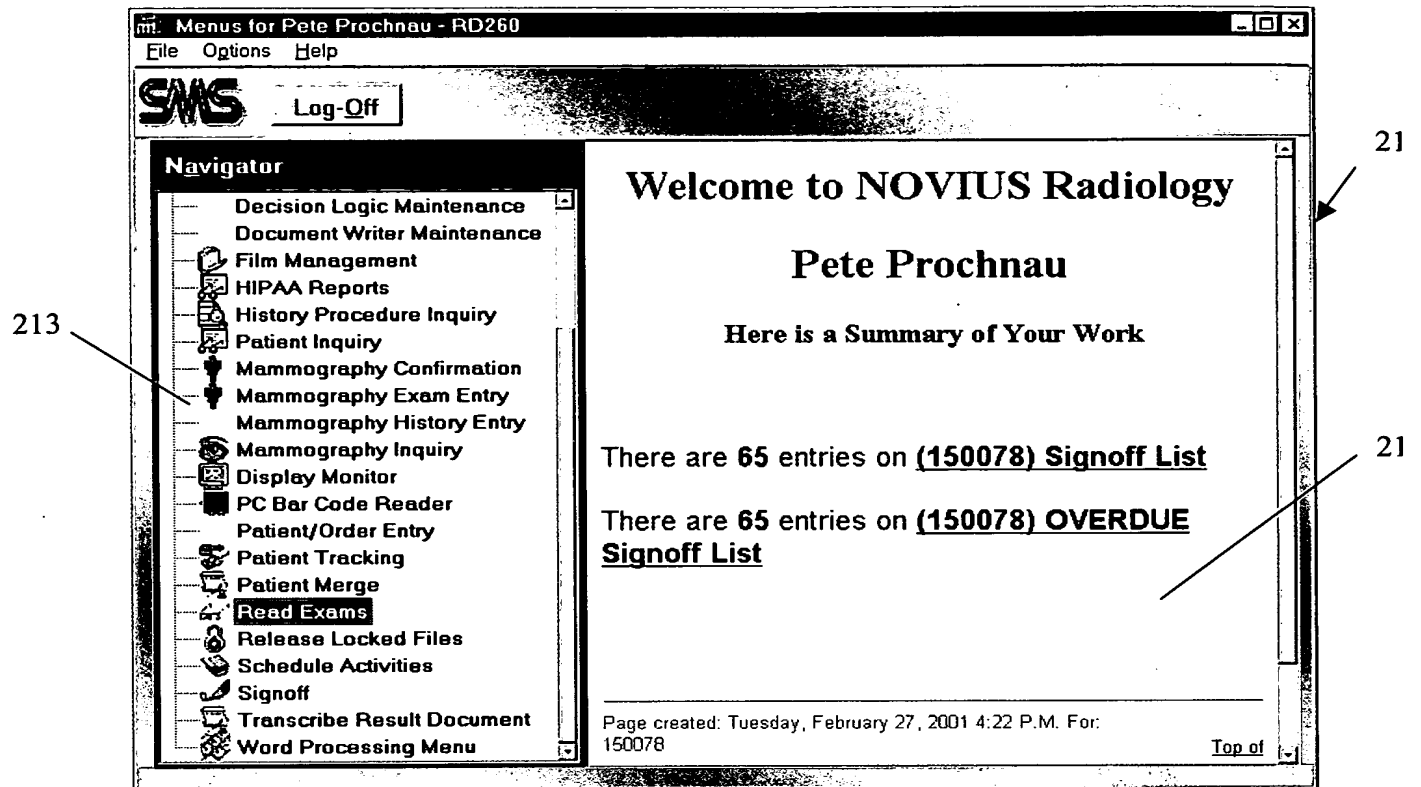 Menus for Pete Prochnau - RD260
File Options Help
SMS
Log-Off
Navigator
Decision Logic Maintenance
Document Writer Maintenance
Film Management
HIPAA Reports
History Procedure Inquiry
Patient Inquiry
Mammography Confirmation
Mammography Exam Entry
Mammography History Entry
Mammography Inquiry
Display Monitor
PC Bar Code Reader
Patient/Order Entry
Patient Tracking
Patient Merge
Read Exams
Release Locked Files
Schedule Activities
Signoff
Transcribe Result Document
Word Processing Menu
Welcome to NOVIUS Radiology
Pete Prochnau
Here is a Summary of Your Work
There are 65 entries on (150078) Signoff List
There are 65 entries on (150078) OVERDUE
Signoff List
Page created: Tuesday, February 27, 2001 4:22 P.M. For:
150078
Top of
213
21
21